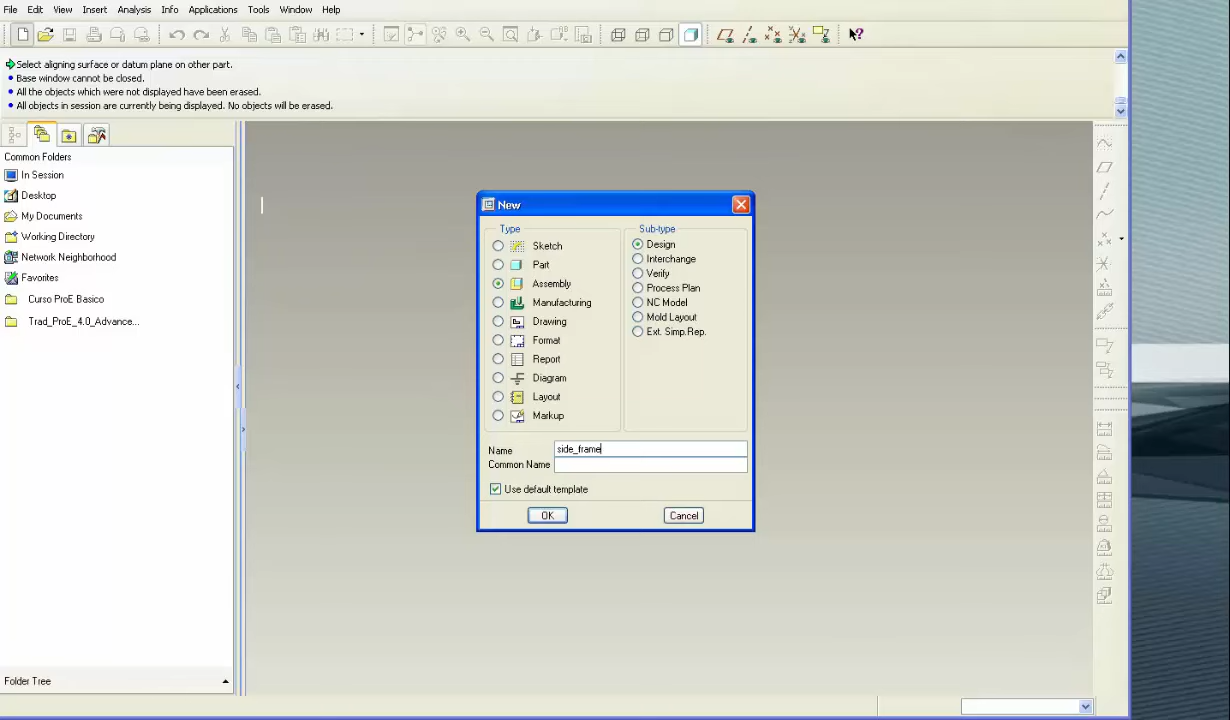 File Edit View Insert Analysis Info Applications Tools Window Help
Select aligning surface or datum plane on other part.
Base window cannot be closed.
All the objects which were not displayed have been erased.
All objects in session are currently being displayed. No objects will be erased.
Common Folders
In Session
Desktop
My Documents
Working Directory
Network Neighborhood
Favorites
Curso ProE Basico
Trad_ProE_4.0_Advance...
Folder Tree
New
Type
Sketch
Part
Assembly
Manufacturing
Drawing
Format
Report
Diagram
Layout
Markup
Sub-type
Design
Interchange
Verify
Process Plan
NC Model
Mold Layout
Ext. Simp.Rep.
Name side_frame
Common Name
Use default template
OK Cancel